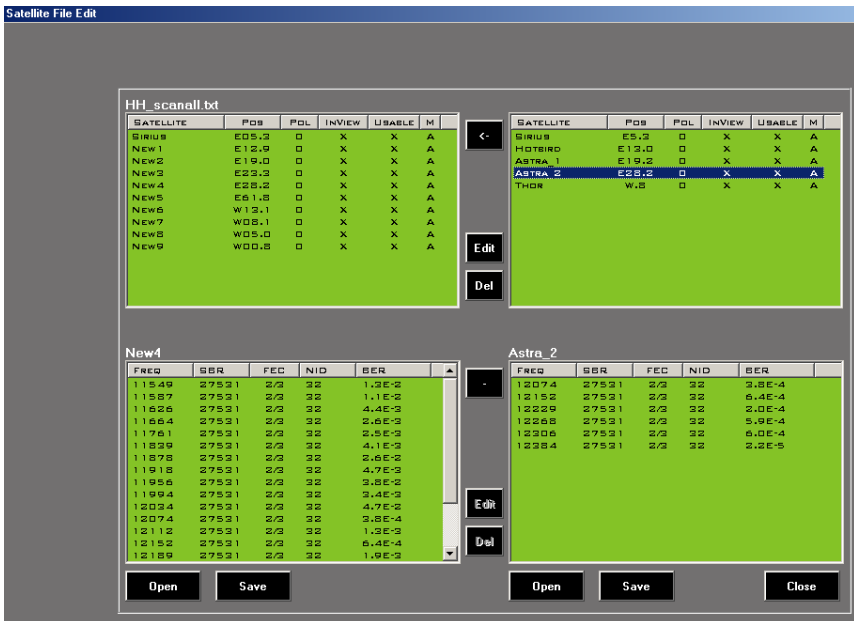 Satellite File Edit
HH_scanall.txt
SATELLITE POS POL INVIEW USABLE M
SIRIUS E05.3 0 X X A
NEW1 E12.9 0 X X A
NEW2 E19.0 0 X X A
NEW3 E23.3 0 X X A
NEW4 E28.2 0 X X A
NEW5 E61.8 0 X X A
NEW6 W13.1 0 X X A
NEW7 W08.1 0 X X A
NEW8 W05.0 0 X X A
NEW9 W00.8 0 X X A
<-
Edit
Del
SATELLITE POS POL INVIEW USABLE M
SIRIUS E5.3 0 X X A
HOTBIRD E13.0 0 X X A
ASTRA_1 E19.2 0 X X A
ASTRA_2 E28.2 0 X X A
THOR W.8 0 X X A
New4
FREQ SBR FEC NID BER
11549 27531 2/3 32 1.3E-2
11587 27531 2/3 32 1.1E-2
11626 27531 2/3 32 4.4E-3
11664 27531 2/3 32 2.6E-3
11761 27531 2/3 32 2.5E-3
11839 27531 2/3 32 4.1E-3
11878 27531 2/3 32 2.6E-2
11918 27531 2/3 32 4.7E-2
11956 27531 2/3 32 3.8E-2
11994 27531 2/3 32 3.4E-2
12034 27531 2/3 32 4.7E-2
12074 27531 2/3 32 3.8E-4
12112 27531 2/3 32 1.3E-3
12152 27531 2/3 32 6.4E-4
12189 27531 2/3 32 1.9E-3
-
Edit
Del
Astra_2
FREQ SBR FEC NID BER
12074 27531 2/3 32 3.8E-4
12152 27531 2/3 32 6.4E-4
12229 27531 2/3 32 2.0E-4
12268 27531 2/3 32 5.9E-4
12306 27531 2/3 32 6.0E-4
12384 27531 2/3 32 2.2E-5
Open Save
Open Save Close